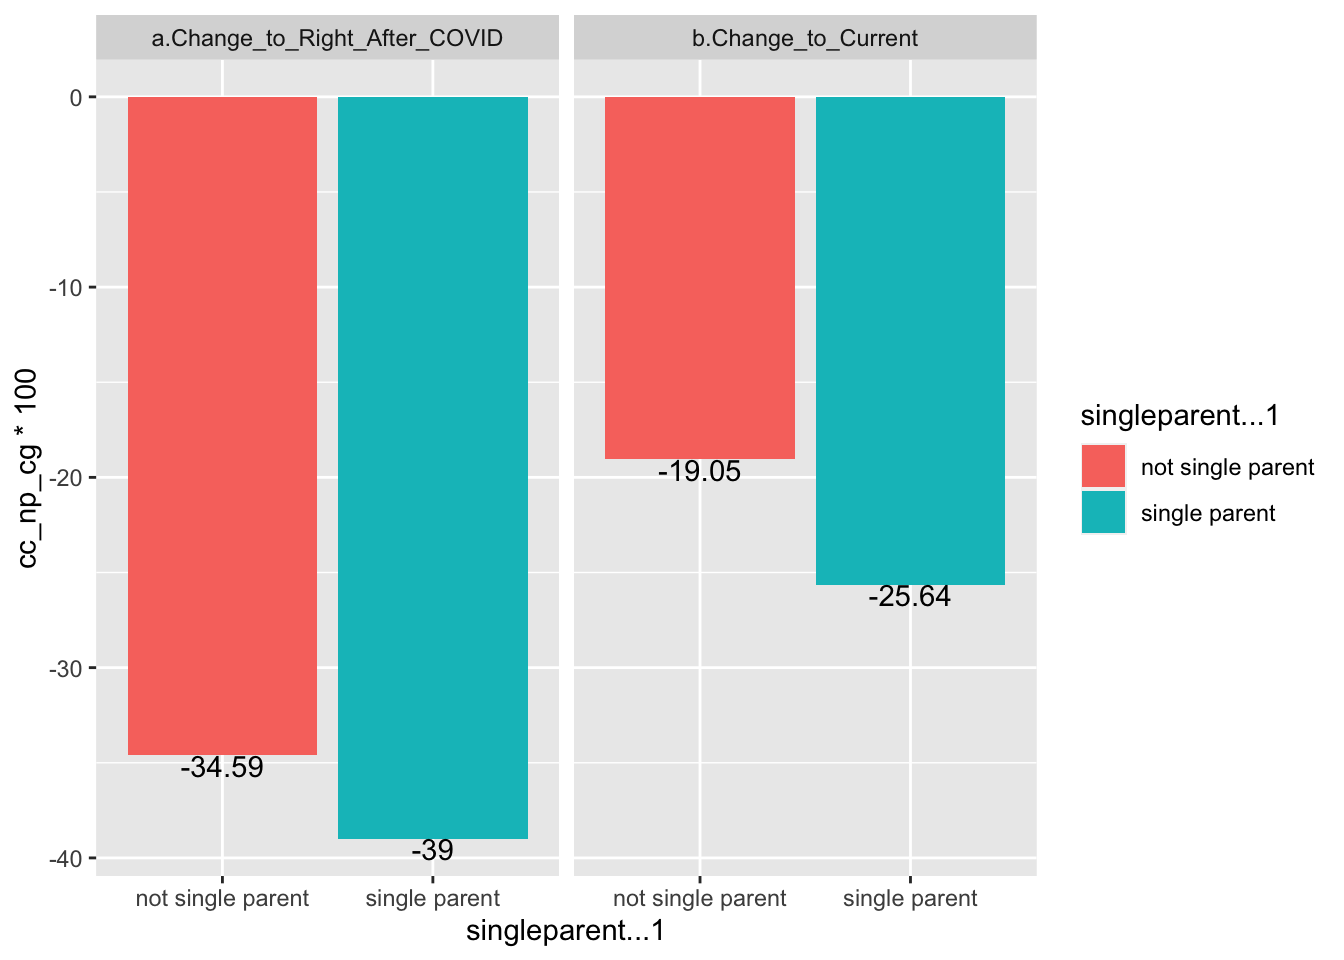 a.Change_to_Right_After_COVID
b.Change_to_Current
0
-10
-20
-30
-40
cc_np_cg * 100
-34.59
-39
-19.05
-25.64
not single parent
single parent
not single parent
single parent
singleparent...1
singleparent...1
not single parent
single parent